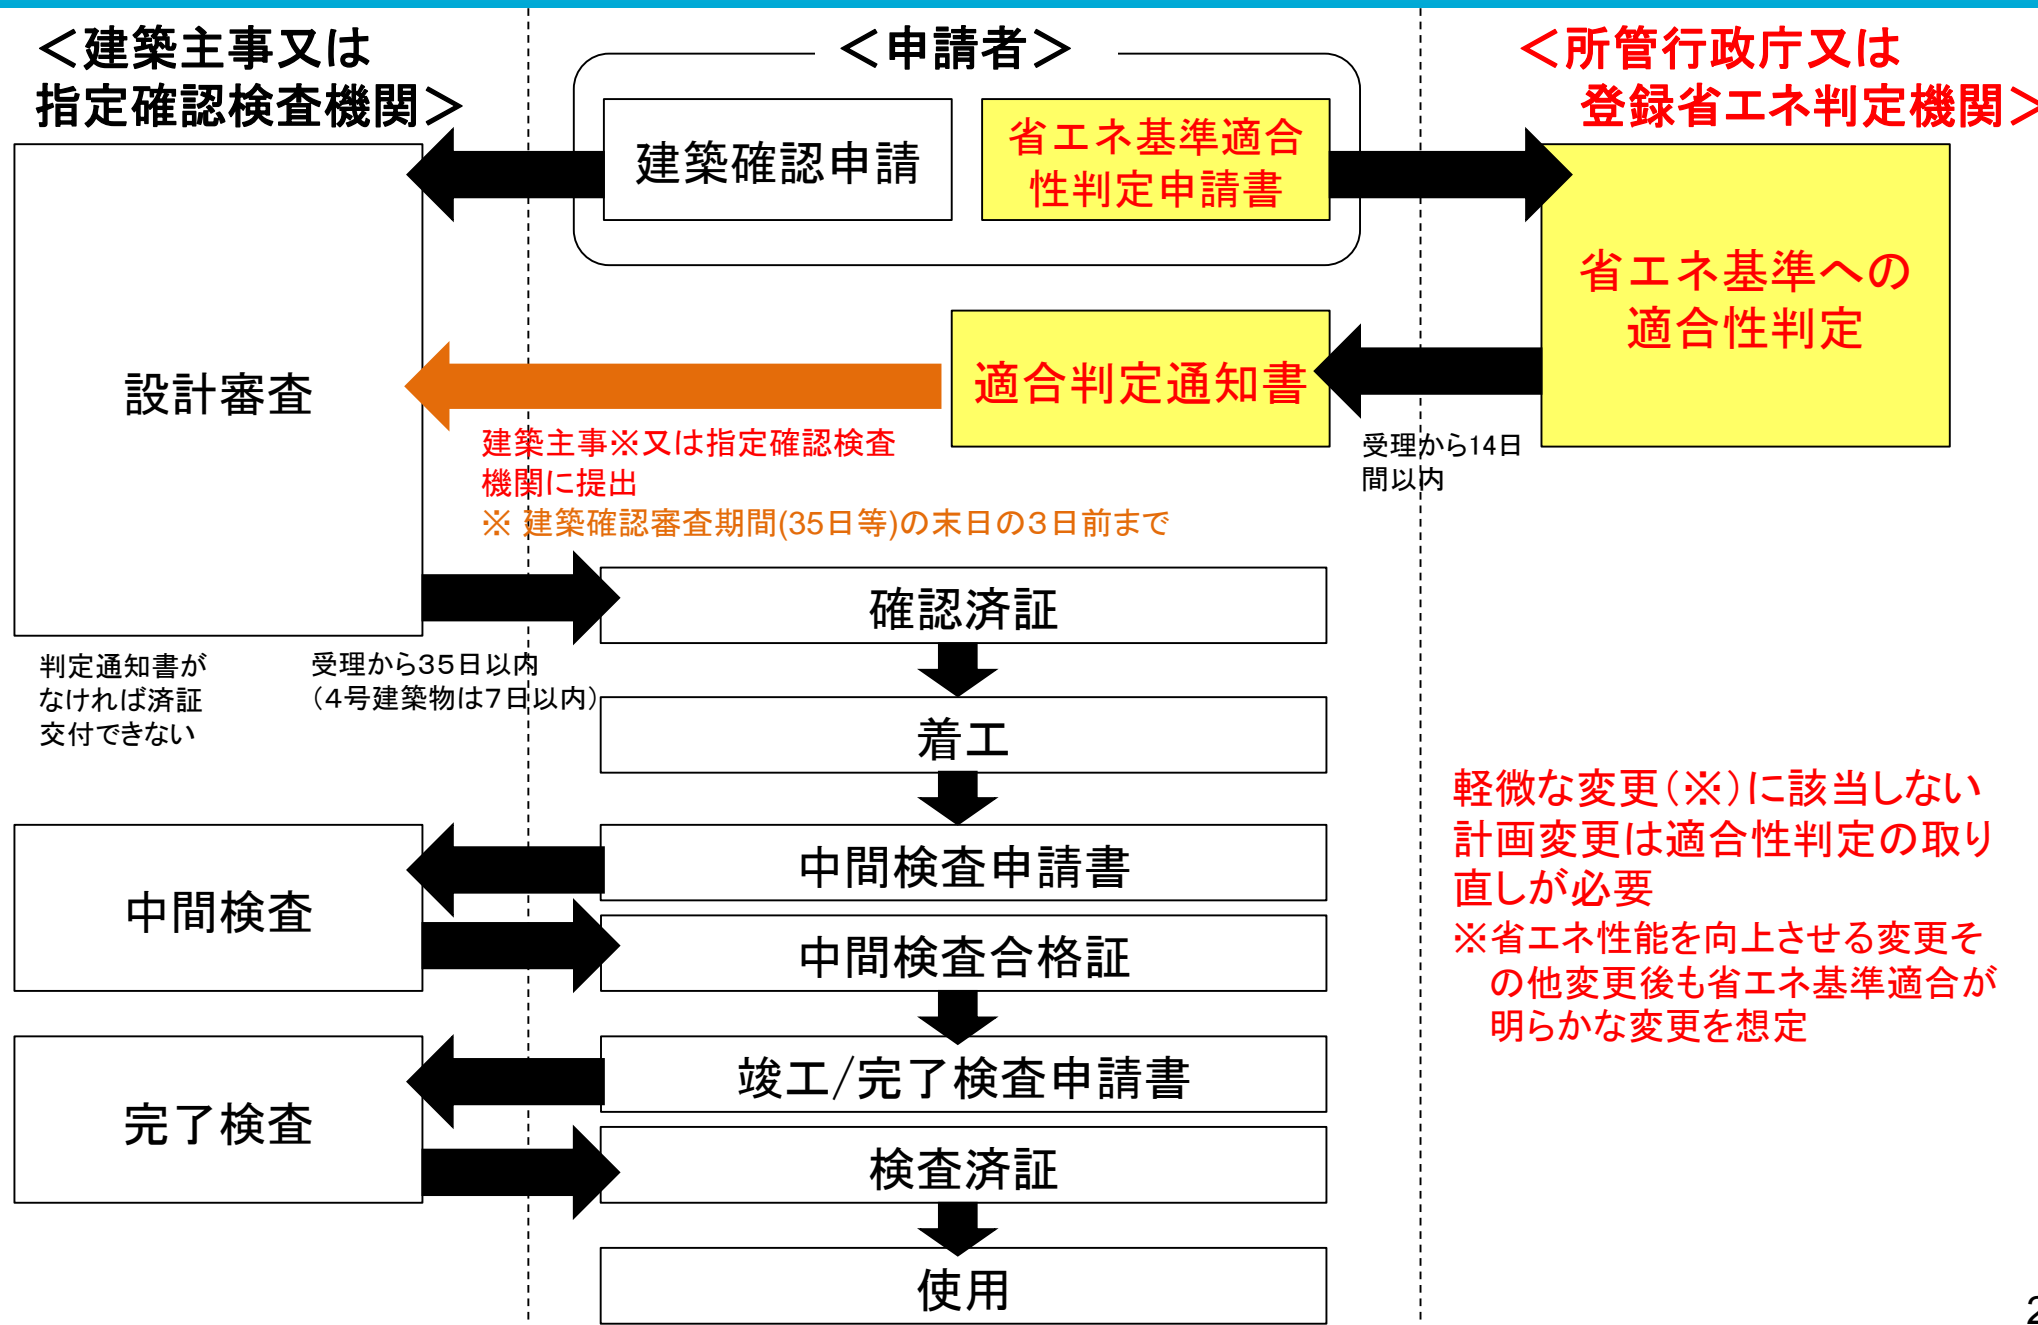 ＜建築主事又は
指定確認検査機関＞
＜申請者＞
＜所管行政庁又は
登録省エネ判定機関＞
建築確認申請
省エネ基準適合
性判定申請書
省エネ基準への
適合性判定
設計審査
適合判定通知書
建築主事※又は指定確認検査
機関に提出
※ 建築確認審査期間(35日等)の末日の３日前まで
受理から14日
間以内
確認済証
判定通知書が
なければ済証
交付できない
受理から３５日以内
（４号建築物は７日以内）
着工
軽微な変更（※）に該当しない
計画変更は適合性判定の取り
直しが必要
※省エネ性能を向上させる変更そ
の他変更後も省エネ基準適合が
明らかな変更を想定
中間検査申請書
中間検査
中間検査合格証
竣工/完了検査申請書
完了検査
検査済証
使用